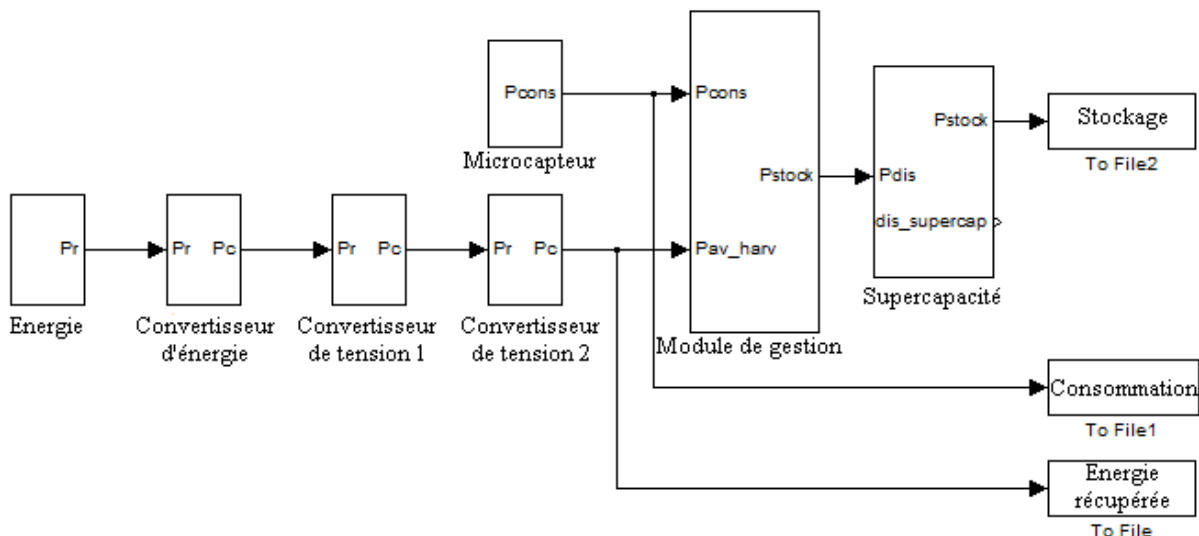 Pcons
Microcapteur
Pcons
Pstock
Pav_harv
Module de gestion
Pstock
Pdis
dis_supercap
Supercapacité
Stockage
To File2
Pr
Energie
Pr Pc
Convertisseur
d'énergie
Pr Pc
Convertisseur
de tension 1
Pr Pc
Convertisseur
de tension 2
Consommation
To File1
Energie
récupérée
To File